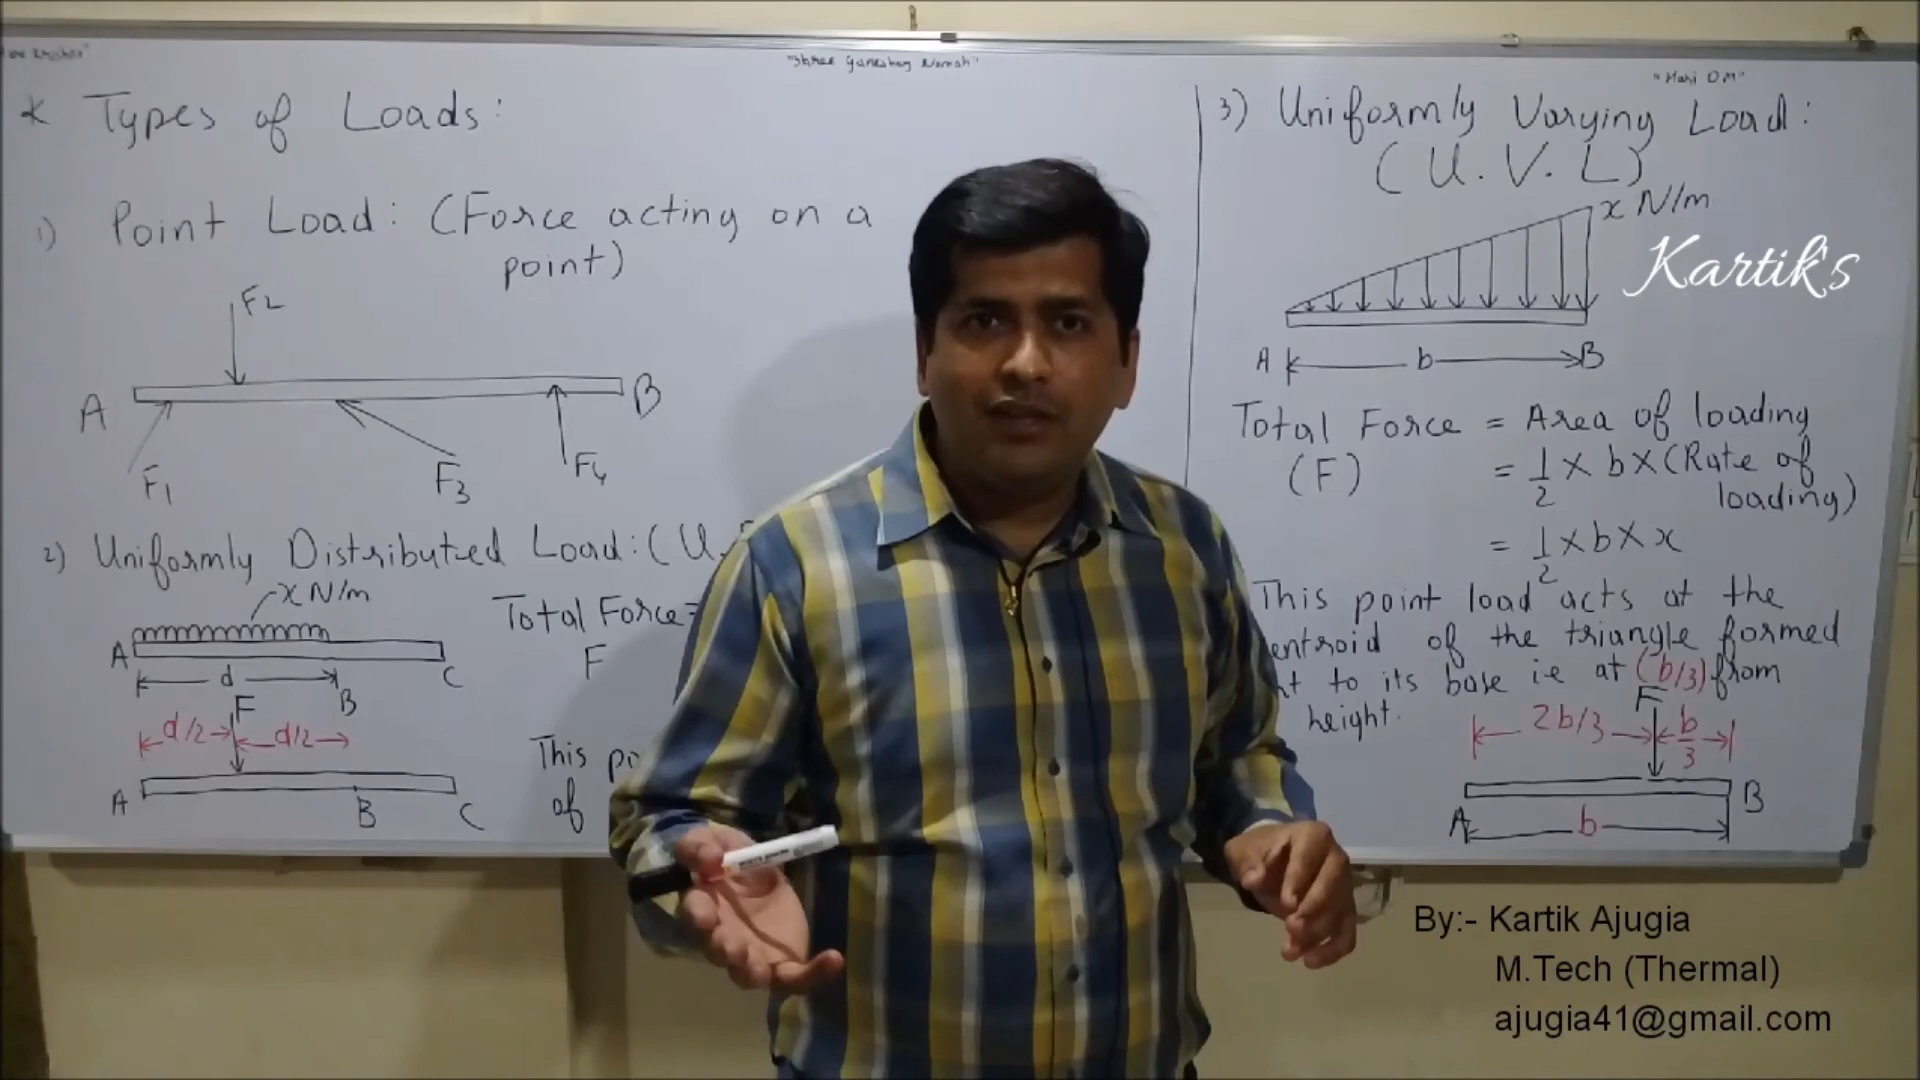 "Shree Ganeshay Namah"
"Hari OM"
* Types of Loads:
1) Point Load: (Force acting on a
point)
F2
A
B
F1
F3
F4
2) Uniformly Distributed Load: (U.
x N/m
Total Force =
F
A
d
B
C
F
d/2
d/2
A
B
C
This
of
3) Uniformly Varying Load:
(U.V.L)
x N/m
Kartik's
A
b
B
Total Force = Area of loading
(F) = 1/2 X b X (Rate of
loading)
= 1/2 X b X x
This point load acts at the
entroid of the triangle formed
to its base ie at (b/3) from
height.
F
2b/3
b/3
A
B
b
By:- Kartik Ajugia
M.Tech (Thermal)
ajugia41@gmail.com